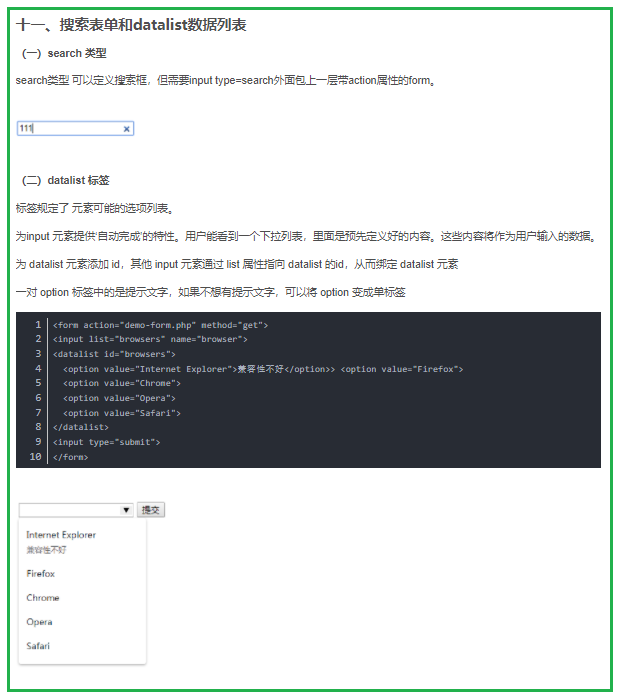 十一、搜索表单和datalist数据列表
（一）search 类型
search类型 可以定义搜索框，但需要input type=search外面包上一层带action属性的form。
111
（二）datalist 标签
标签规定了 元素可能的选项列表。
为input 元素提供‘自动完成’的特性。用户能看到一个下拉列表，里面是预先定义好的内容。这些内容将作为用户输入的数据。
为 datalist 元素添加 id，其他 input 元素通过 list 属性指向 datalist 的id，从而绑定 datalist 元素
一对 option 标签中的是提示文字，如果不想有提示文字，可以将 option 变成单标签
1 <form action="demo-form.php" method="get">
2 <input list="browsers" name="browser">
3 <datalist id="browsers">
4 <option value="Internet Explorer">兼容性不好</option>> <option value="Firefox">
5 <option value="Chrome">
6 <option value="Opera">
7 <option value="Safari">
8 </datalist>
9 <input type="submit">
10 </form>
提交
Internet Explorer
兼容性不好
Firefox
Chrome
Opera
Safari